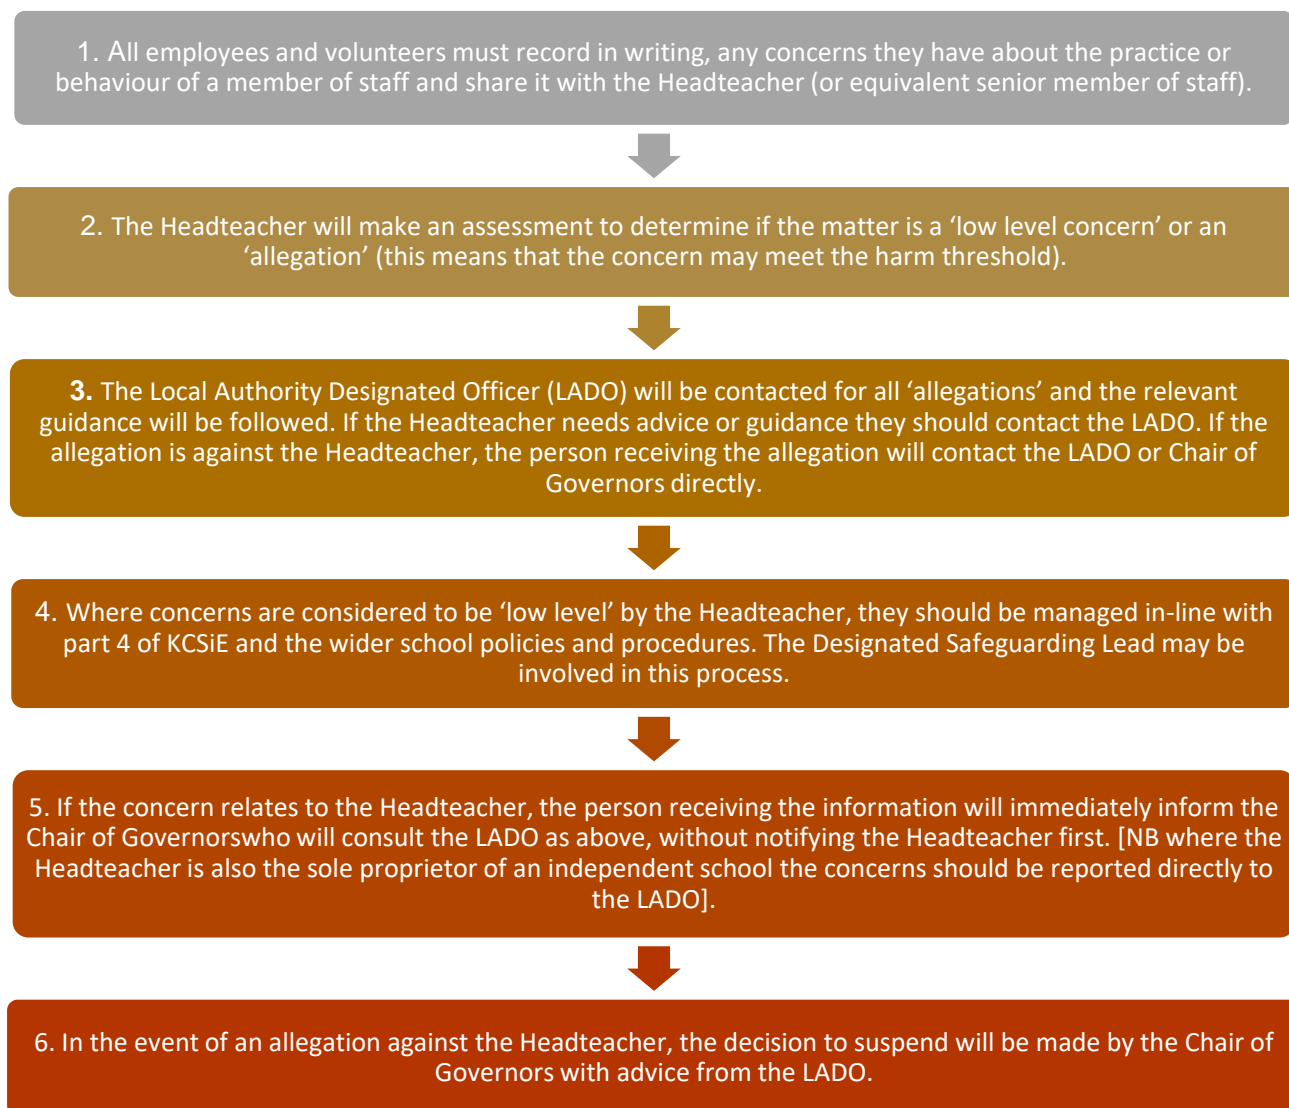 1. All employees and volunteers must record in writing, any concerns they have about the practice or
behaviour of a member of staff and share it with the Headteacher (or equivalent senior member of staff).
2. The Headteacher will make an assessment to determine if the matter is a ‘low level concern’ or an
‘allegation’ (this means that the concern may meet the harm threshold).
3. The Local Authority Designated Officer (LADO) will be contacted for all ‘allegations’ and the relevant
guidance will be followed. If the Headteacher needs advice or guidance they should contact the LADO. If the
allegation is against the Headteacher, the person receiving the allegation will contact the LADO or Chair of
Governors directly.
4. Where concerns are considered to be ‘low level’ by the Headteacher, they should be managed in-line with
part 4 of KCSiE and the wider school policies and procedures. The Designated Safeguarding Lead may be
involved in this process.
5. If the concern relates to the Headteacher, the person receiving the information will immediately inform the
Chair of Governorswho will consult the LADO as above, without notifying the Headteacher first. [NB where the
Headteacher is also the sole proprietor of an independent school the concerns should be reported directly to
the LADO].
6. In the event of an allegation against the Headteacher, the decision to suspend will be made by the Chair of
Governors with advice from the LADO.